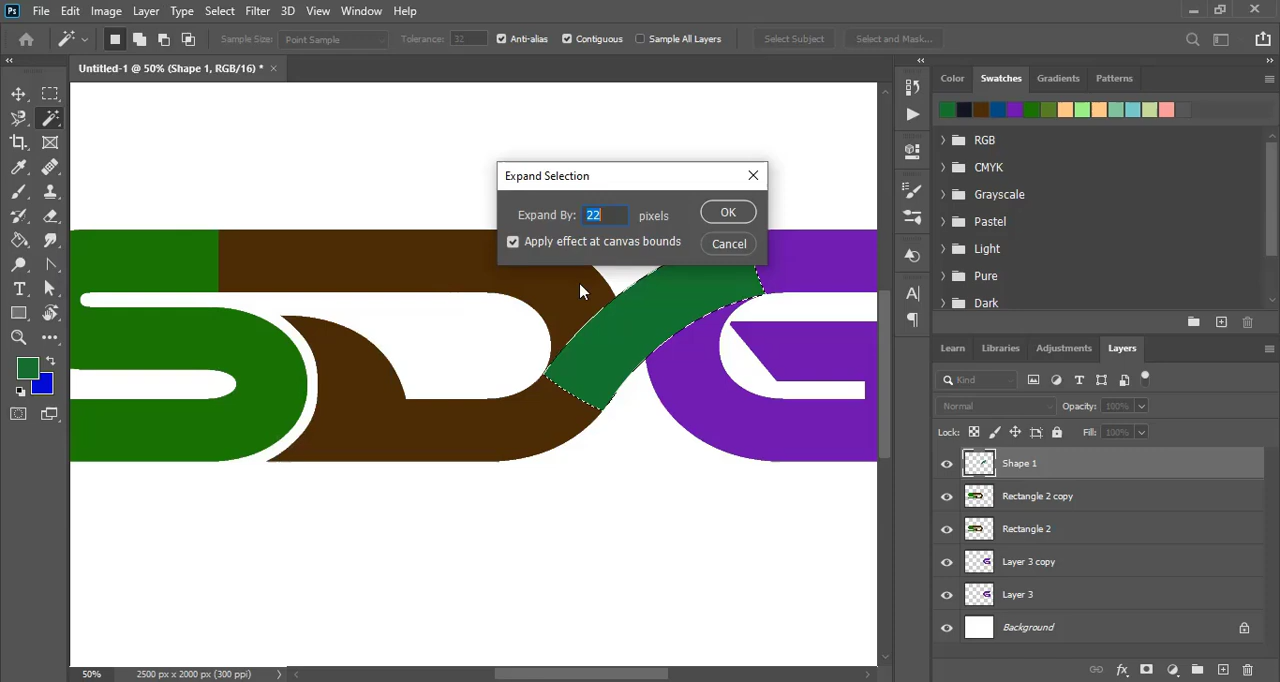 Ps File Edit Image Layer Type Select Filter 3D View Window Help
Sample Size: Point Sample Tolerance: 32 Anti-alias Contiguous Sample All Layers Select Subject Select and Mask...
Untitled-1 @ 50% (Shape 1, RGB/16) * ×
Color Swatches Gradients Patterns
RGB
CMYK
Grayscale
Pastel
Light
Pure
Dark
Expand Selection
Expand By: 22 pixels OK
Apply effect at canvas bounds Cancel
Learn Libraries Adjustments Layers
Kind
Normal Opacity: 100%
Lock: Fill: 100%
Shape 1
Rectangle 2 copy
Rectangle 2
Layer 3 copy
Layer 3
Background
50% 2500 px x 2000 px (300 ppi)